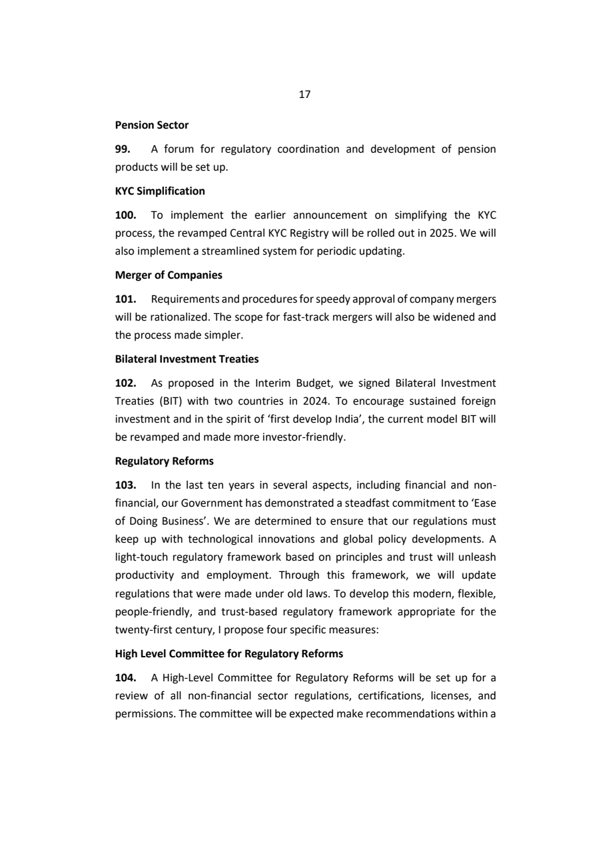 17
Pension Sector
99. A forum for regulatory coordination and development of pension
products will be set up.
KYC Simplification
100. To implement the earlier announcement on simplifying the KYC
process, the revamped Central KYC Registry will be rolled out in 2025. We will
also implement a streamlined system for periodic updating.
Merger of Companies
101. Requirements and procedures for speedy approval of company mergers
will be rationalized. The scope for fast-track mergers will also be widened and
the process made simpler.
Bilateral Investment Treaties
102. As proposed in the Interim Budget, we signed Bilateral Investment
Treaties (BIT) with two countries in 2024. To encourage sustained foreign
investment and in the spirit of ‘first develop India’, the current model BIT will
be revamped and made more investor-friendly.
Regulatory Reforms
103. In the last ten years in several aspects, including financial and non-
financial, our Government has demonstrated a steadfast commitment to ‘Ease
of Doing Business’. We are determined to ensure that our regulations must
keep up with technological innovations and global policy developments. A
light-touch regulatory framework based on principles and trust will unleash
productivity and employment. Through this framework, we will update
regulations that were made under old laws. To develop this modern, flexible,
people-friendly, and trust-based regulatory framework appropriate for the
twenty-first century, I propose four specific measures:
High Level Committee for Regulatory Reforms
104. A High-Level Committee for Regulatory Reforms will be set up for a
review of all non-financial sector regulations, certifications, licenses, and
permissions. The committee will be expected make recommendations within a